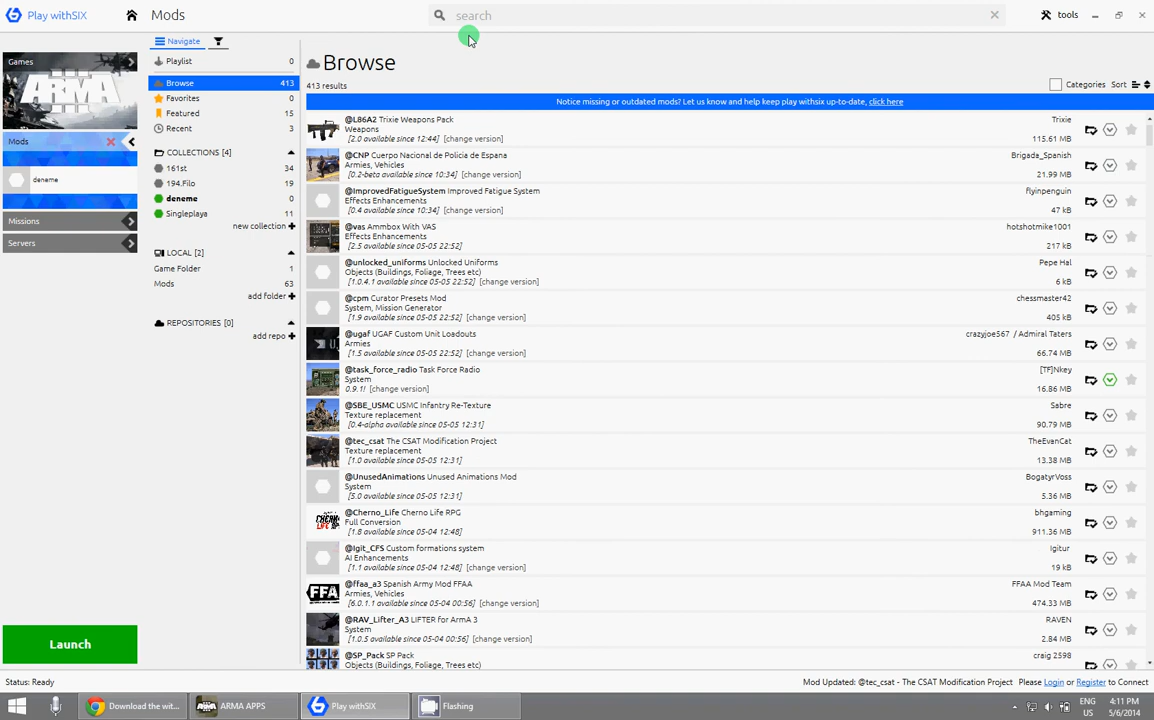 Play withSIX
Mods
search
tools
Games
ARMA
Mods
deneme
Missions
Servers
Launch
Navigate
Playlist 0
Browse 413
Favorites 0
Featured 15
Recent 3
COLLECTIONS [4]
161st 34
194.Filo 19
deneme 0
Singleplaya 11
new collection
LOCAL [2]
Game Folder 1
Mods 63
add folder
REPOSITORIES [0]
add repo
Browse
413 results
Categories Sort
Notice missing or outdated mods? Let us know and help keep play withsix up-to-date, click here
@L86A2 Trixie Weapons Pack Trixie
Weapons
[2.0 available since 12:44] [change version] 115.61 MB
@CNP Cuerpo Nacional de Policia de Espana Brigada_Spanish
Armies, Vehicles
[0.2-beta available since 10:34] [change version] 21.99 MB
@ImprovedFatigueSystem Improved Fatigue System flyinpenguin
Effects Enhancements
[0.4 available since 10:34] [change version] 47 kB
@vas Ammbox With VAS hotshotmike1001
Effects Enhancements
[2.5 available since 05-05 22:52] 217 kB
@unlocked_uniforms Unlocked Uniforms Pepe Hal
Objects (Buildings, Foliage, Trees etc)
[1.0.4.1 available since 05-05 22:52] [change version] 6 kB
@cpm Curator Presets Mod chessmaster42
System, Mission Generator
[1.9 available since 05-05 22:52] [change version] 405 kB
@ugaf UGAF Custom Unit Loadouts crazyjoe567 / Admiral Taters
Armies
[1.5 available since 05-05 22:52] [change version] 66.74 MB
@task_force_radio Task Force Radio [TF]Nkey
System
0.9.1! [change version] 16.86 MB
@SBE_USMC USMC Infantry Re-Texture Sabre
Texture replacement
[0.4-alpha available since 05-05 12:31] 90.79 MB
@tec_csat The CSAT Modification Project TheEvanCat
Texture replacement
[1.0 available since 05-05 12:31] 13.38 MB
@UnusedAnimations Unused Animations Mod BogatyrVoss
System
[5.0 available since 05-05 12:31] 5.36 MB
@Cherno_Life Cherno Life RPG bhgaming
Full Conversion
[1.8 available since 05-04 12:48] 911.36 MB
@Igit_CFS Custom formations system Igitur
AI Enhancements
[1.1 available since 05-04 12:48] [change version] 19 kB
FFA
@ffaa_a3 Spanish Army Mod FFAA FFAA Mod Team
Armies, Vehicles
[6.0.1.1 available since 05-04 00:56] [change version] 474.33 MB
@RAV_Lifter_A3 LIFTER for ArmA 3 RAVEN
System
[1.0.5 available since 05-04 00:56] [change version] 2.84 MB
@SP_Pack SP Pack craig 2598
Objects (Buildings, Foliage, Trees etc)
Status: Ready
Mod Updated: @tec_csat - The CSAT Modification Project Please Login or Register to Connect
Download the wit...
ARMA APPS
Play withSIX
Flashing
ENG
US
4:11 PM
5/6/2014